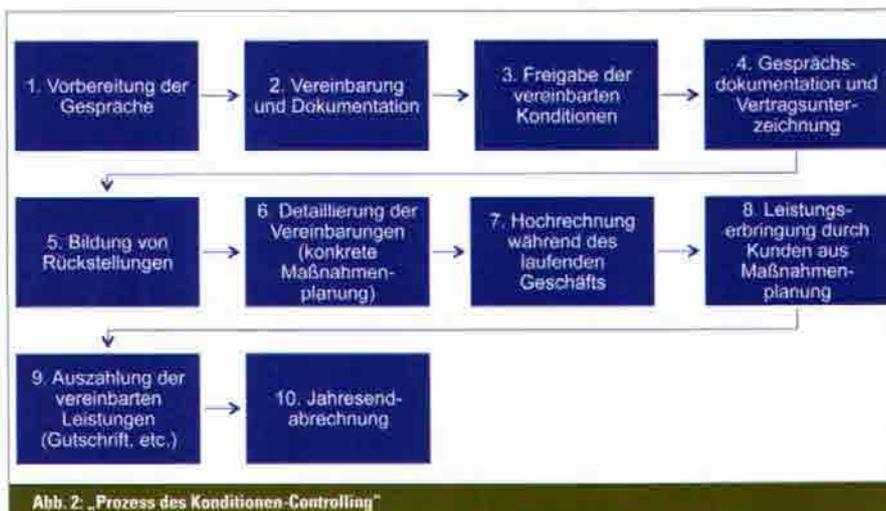 1. Vorbereitung der
Gespräche
2. Vereinbarung
und Dokumentation
3. Freigabe der
vereinbarten
Konditionen
4. Gesprächs-
dokumentation und
Vertragsunter-
zeichnung
5. Bildung von
Rückstellungen
6. Detaillierung der
Vereinbarungen
(konkrete
Maßnahmen-
planung)
7. Hochrechnung
während des
laufenden
Geschäfts
8. Leistungs-
erbringung durch
Kunden aus
Maßnahmen-
planung
9. Auszahlung der
vereinbarten
Leistungen
(Gutschrift, etc.)
10. Jahresend-
abrechnung
Abb. 2: „Prozess des Konditionen-Controlling"